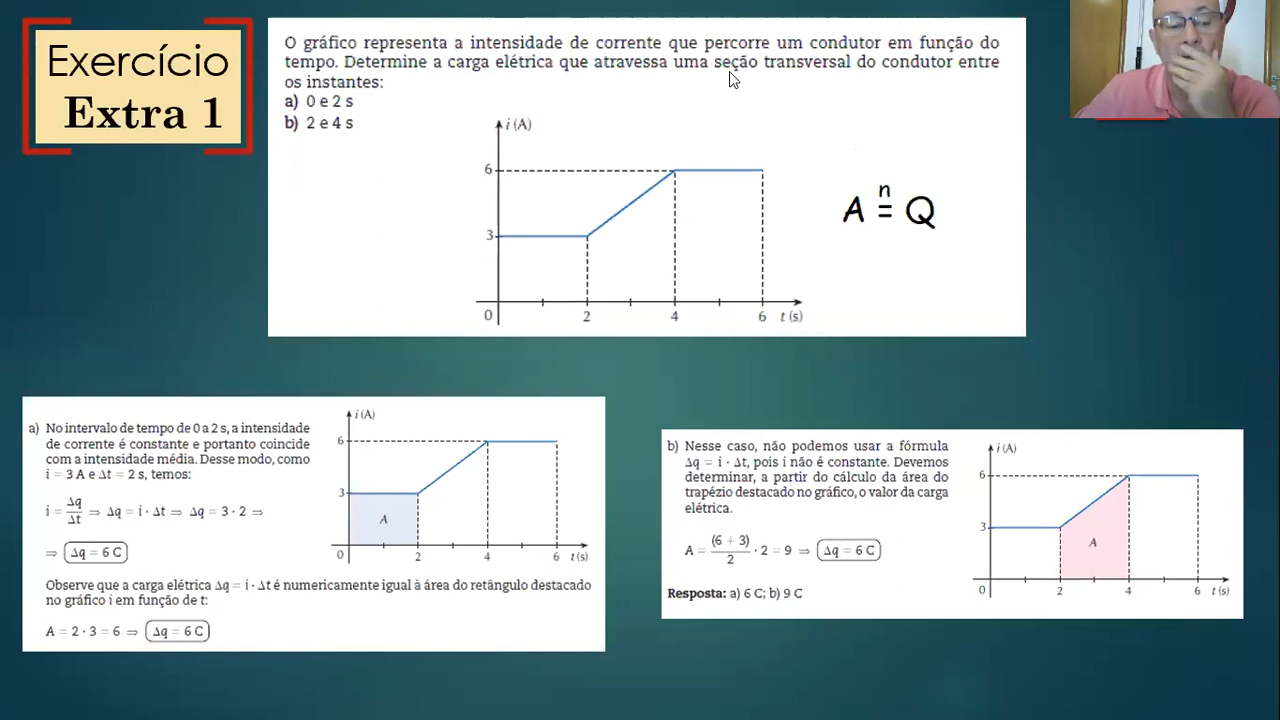 Exercício
Extra 1
O gráfico representa a intensidade de corrente que percorre um condutor em função do
tempo. Determine a carga elétrica que atravessa uma seção transversal do condutor entre
os instantes:
a) 0 e 2 s
b) 2 e 4 s
i (A)
6
3
0
2
4
6
t (s)
A n= Q
a) No intervalo de tempo de 0 a 2 s, a intensidade
de corrente é constante e portanto coincide
com a intensidade média. Desse modo, como
i = 3 A e Δt = 2 s, temos:
i = Δq/Δt ⇒ Δq = i · Δt ⇒ Δq = 3 · 2 ⇒
⇒ Δq = 6 C
i (A)
6
3
A
0
2
4
6
t (s)
Observe que a carga elétrica Δq = i · Δt é numericamente igual à área do retângulo destacado
no gráfico i em função de t:
A = 2 · 3 = 6 ⇒ Δq = 6 C
b) Nesse caso, não podemos usar a fórmula
Δq = i · Δt, pois i não é constante. Devemos
determinar, a partir do cálculo da área do
trapézio destacado no gráfico, o valor da carga
elétrica.
A = (6 + 3)/2 · 2 = 9 ⇒ Δq = 6 C
Resposta: a) 6 C; b) 9 C
i (A)
6
3
A
0
2
4
6
t (s)